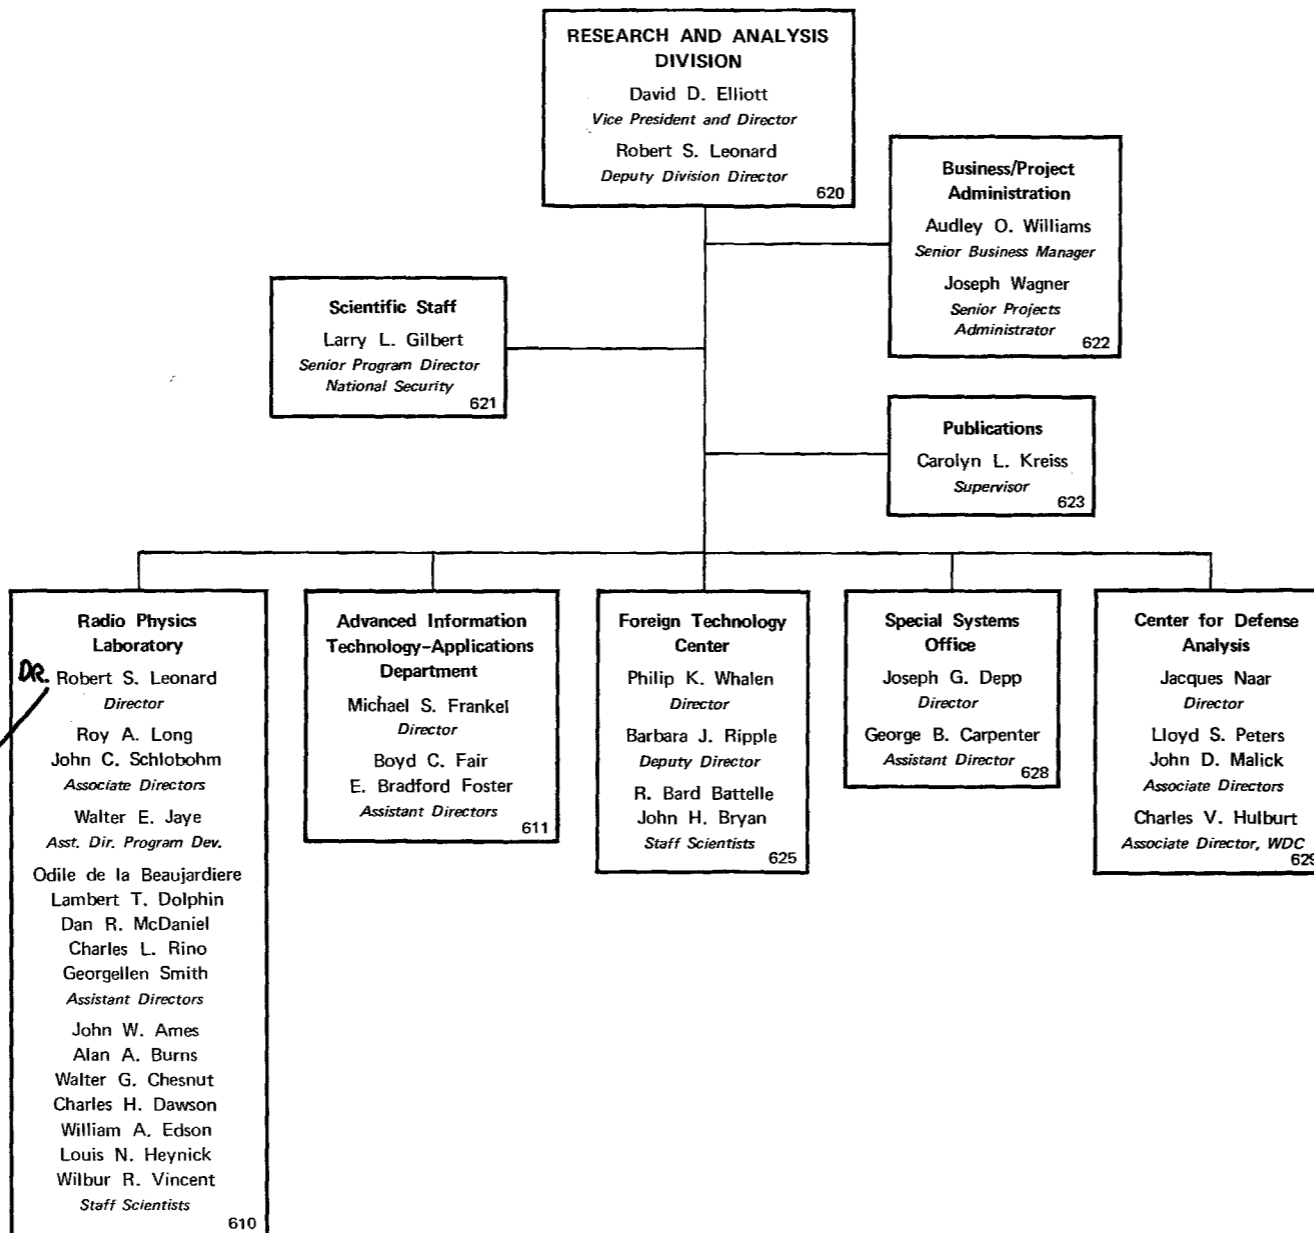 RESEARCH AND ANALYSIS
DIVISION
David D. Elliott
Vice President and Director
Robert S. Leonard
Deputy Division Director
620
Business/Project
Administration
Audley O. Williams
Senior Business Manager
Joseph Wagner
Senior Projects
Administrator
622
Scientific Staff
Larry L. Gilbert
Senior Program Director
National Security
621
Publications
Carolyn L. Kreiss
Supervisor
623
Radio Physics
Laboratory
DR. Robert S. Leonard
Director
Roy A. Long
John C. Schlobohm
Associate Directors
Walter E. Jaye
Asst. Dir. Program Dev.
Odile de la Beaujardiere
Lambert T. Dolphin
Dan R. McDaniel
Charles L. Rino
Georgellen Smith
Assistant Directors
John W. Ames
Alan A. Burns
Walter G. Chesnut
Charles H. Dawson
William A. Edson
Louis N. Heynick
Wilbur R. Vincent
Staff Scientists
610
Advanced Information
Technology-Applications
Department
Michael S. Frankel
Director
Boyd C. Fair
E. Bradford Foster
Assistant Directors
611
Foreign Technology
Center
Philip K. Whalen
Director
Barbara J. Ripple
Deputy Director
R. Bard Battelle
John H. Bryan
Staff Scientists
625
Special Systems
Office
Joseph G. Depp
Director
George B. Carpenter
Assistant Director
628
Center for Defense
Analysis
Jacques Naar
Director
Lloyd S. Peters
John D. Malick
Associate Directors
Charles V. Hulburt
Associate Director, WDC
629